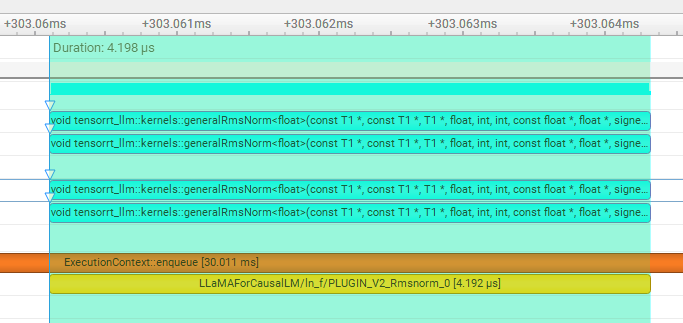 +303.06ms +303.061ms +303.062ms +303.063ms +303.064ms
Duration: 4.198 µs
void tensorrt_llm::kernels::generalRmsNorm<float>(const T1 *, const T1 *, T1 *, float, int, int, const float *, float *, signe...
void tensorrt_llm::kernels::generalRmsNorm<float>(const T1 *, const T1 *, T1 *, float, int, int, const float *, float *, signe...
void tensorrt_llm::kernels::generalRmsNorm<float>(const T1 *, const T1 *, T1 *, float, int, int, const float *, float *, signe...
void tensorrt_llm::kernels::generalRmsNorm<float>(const T1 *, const T1 *, T1 *, float, int, int, const float *, float *, signe...
ExecutionContext::enqueue [30.011 ms]
LLaMAForCausalLM/ln_f/PLUGIN_V2_Rmsnorm_0 [4.192 µs]